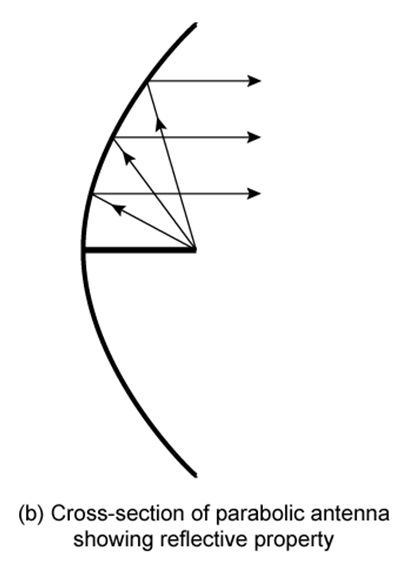 (b) Cross-section of parabolic antenna
showing reflective property